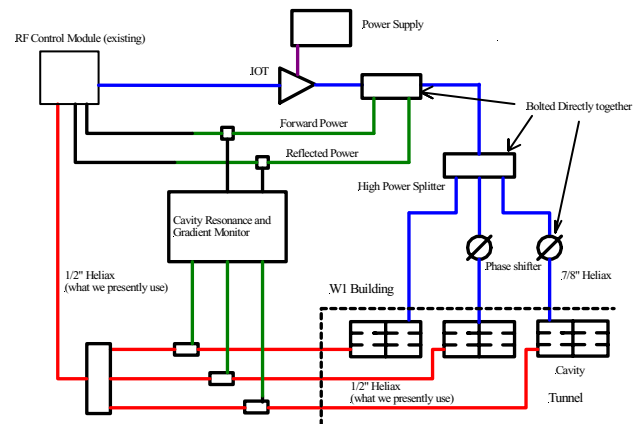 RF Control Module (existing)
Power Supply
IOT
Bolted Directly together
Forward Power
Reflected Power
High Power Splitter
Cavity Resonance and
Gradient Monitor
Phase shifter
7/8" Heliax
1/2" Heliax
(what we presently use)
W1 Building
1/2" Heliax
(what we presently use)
Cavity
Tunnel